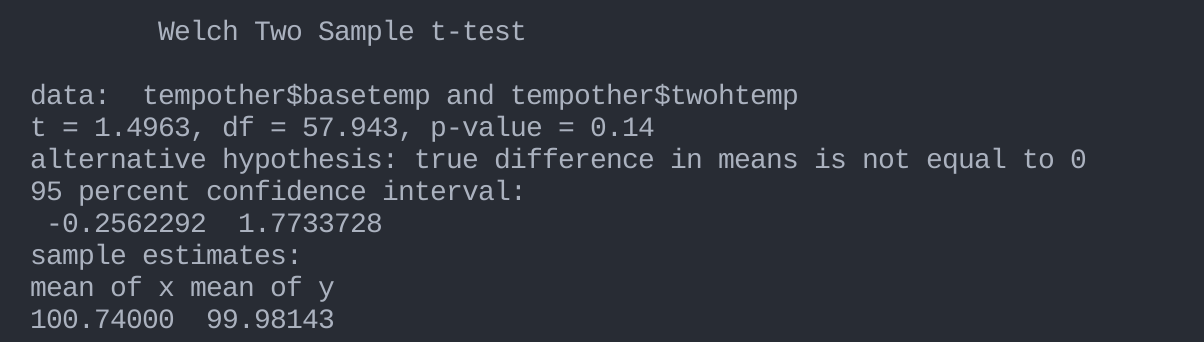 Welch Two Sample t-test
data:  tempother$basetemp and tempother$twohtemp
t = 1.4963, df = 57.943, p-value = 0.14
alternative hypothesis: true difference in means is not equal to 0
95 percent confidence interval:
 -0.2562292  1.7733728
sample estimates:
mean of x mean of y
100.74000  99.98143